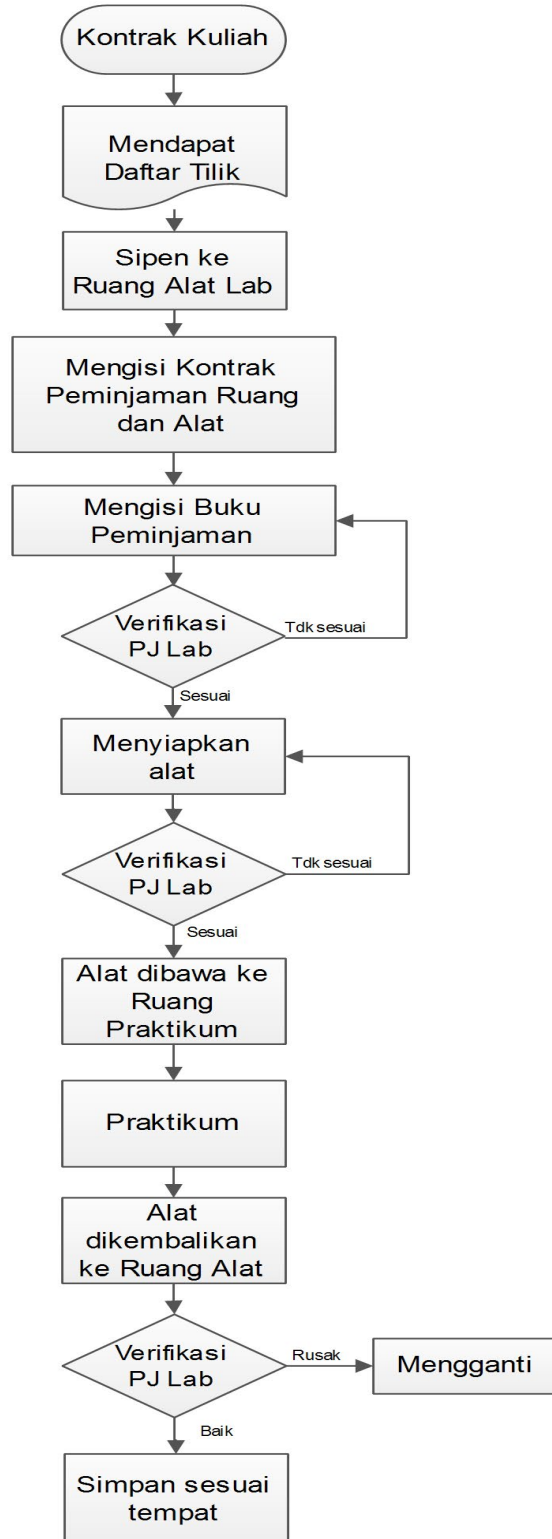 Kontrak Kuliah
Mendapat
Daftar Tilik
Sipen ke
Ruang Alat Lab
Mengisi Kontrak
Peminjaman Ruang
dan Alat
Mengisi Buku
Peminjaman
Verifikasi
PJ Lab
Tdk sesuai
Sesuai
Menyiapkan
alat
Verifikasi
PJ Lab
Tdk sesuai
Sesuai
Alat dibawa ke
Ruang
Praktikum
Praktikum
Alat
dikembalikan
ke Ruang Alat
Verifikasi
PJ Lab
Rusak
Mengganti
Baik
Simpan sesuai
tempat